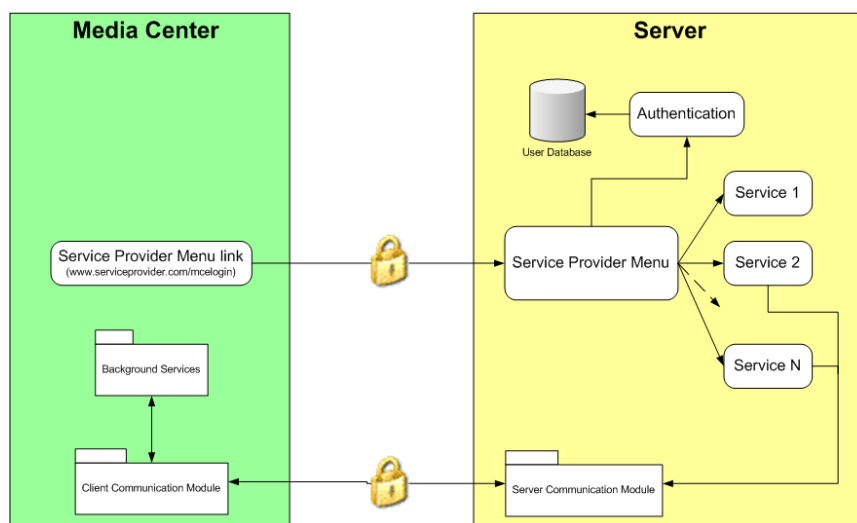 Media Center
Server
Authentication
User Database
Service 1
Service Provider Menu link
(www.serviceprovider.com/mcelogin)
Service Provider Menu
Service 2
Background Services
Service N
Client Communication Module
Server Communication Module